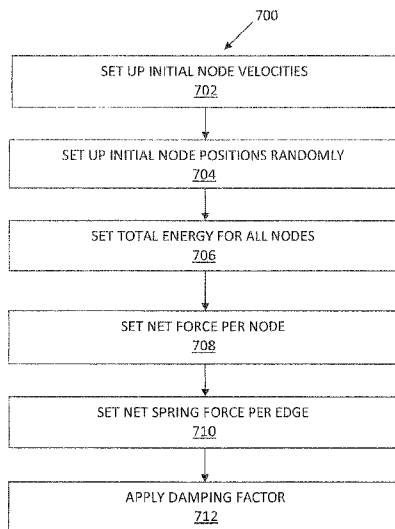 700
SET UP INITIAL NODE VELOCITIES
702
SET UP INITIAL NODE POSITIONS RANDOMLY
704
SET TOTAL ENERGY FOR ALL NODES
706
SET NET FORCE PER NODE
708
SET NET SPRING FORCE PER EDGE
710
APPLY DAMPING FACTOR
712